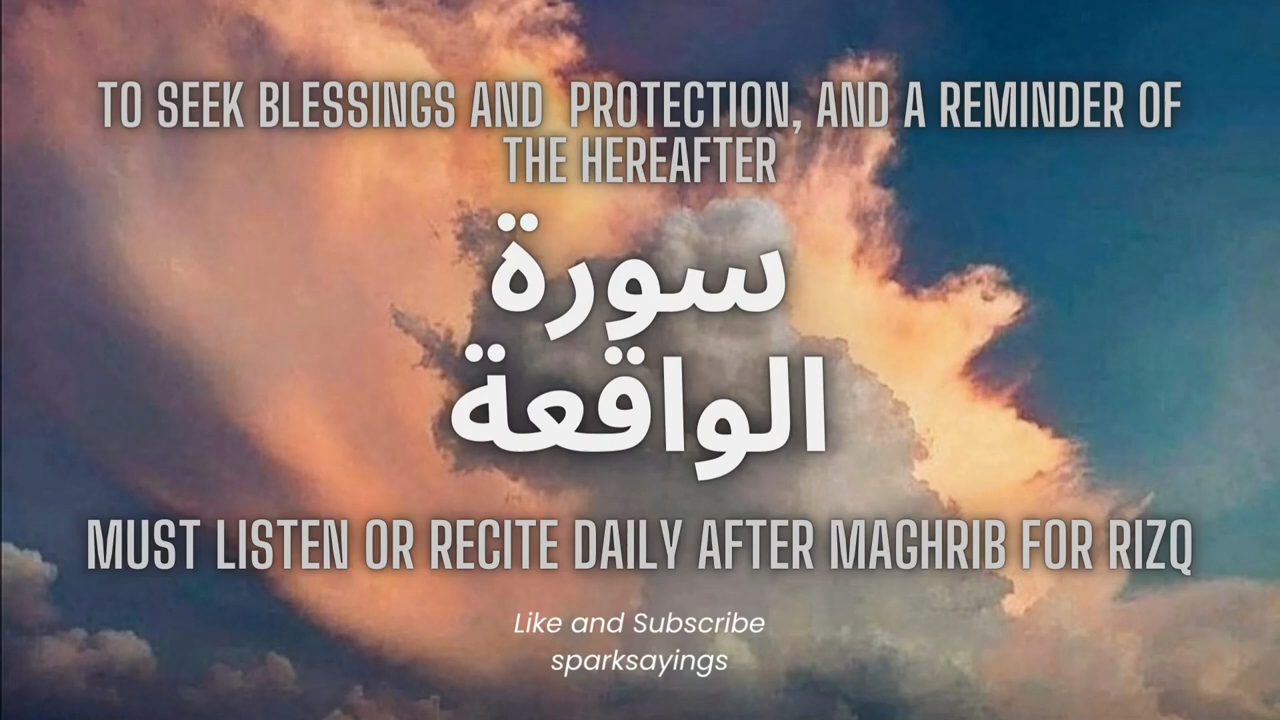 TO SEEK BLESSINGS AND  PROTECTION, AND A REMINDER OF
THE HEREAFTER
سورة
الواقعة
MUST LISTEN OR RECITE DAILY AFTER MAGHRIB FOR RIZQ
Like and Subscribe
sparksayings